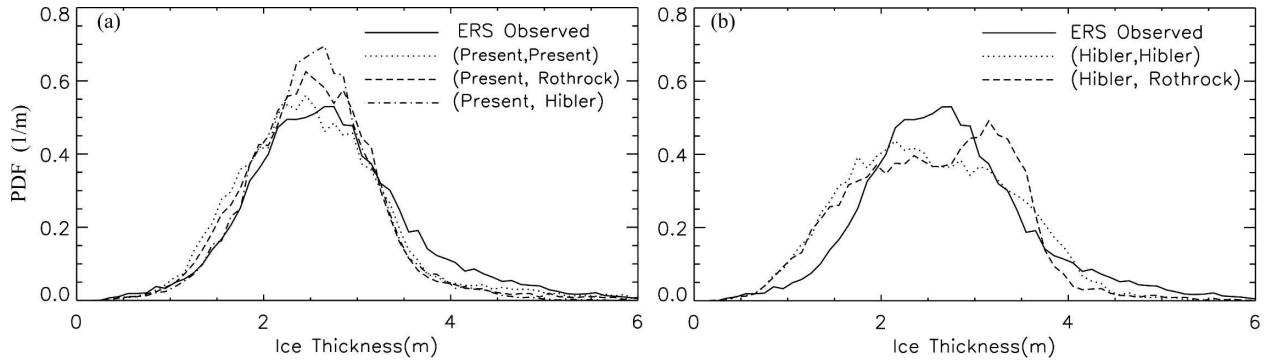 (a)
ERS Observed
(Present,Present)
(Present, Rothrock)
(Present, Hibler)
0.8
0.6
0.4
0.2
0.0
PDF (1/m)
0 2 4 6
Ice Thickness(m)
(b)
ERS Observed
(Hibler,Hibler)
(Hibler, Rothrock)
0.8
0.6
0.4
0.2
0.0
0 2 4 6
Ice Thickness(m)